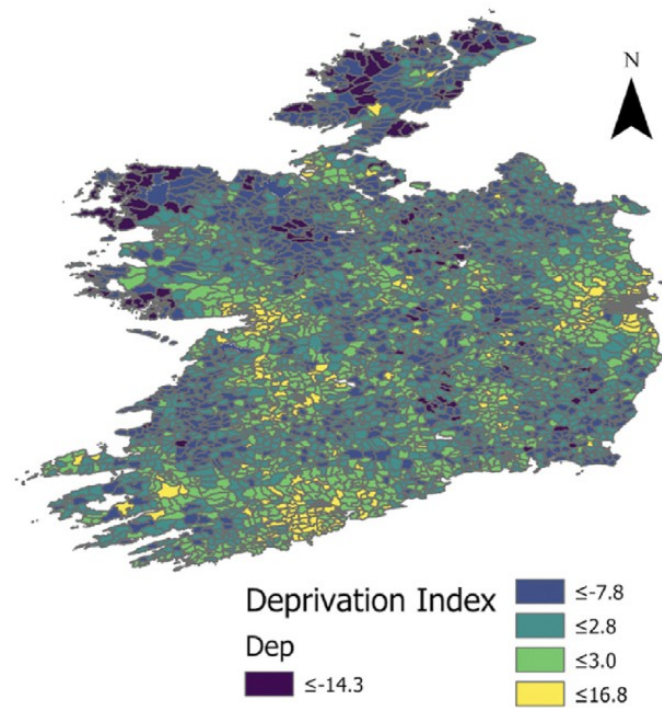 N
Deprivation Index
Dep
≤-14.3
≤-7.8
≤2.8
≤3.0
≤16.8